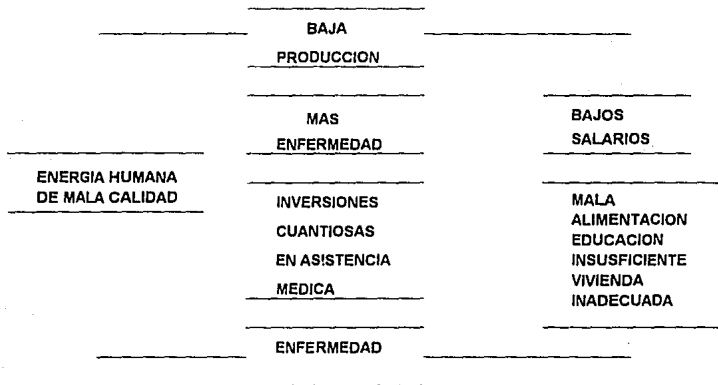 BAJA
PRODUCCION
MAS
ENFERMEDAD
BAJOS
SALARIOS
ENERGIA HUMANA
DE MALA CALIDAD
INVERSIONES
CUANTIOSAS
EN ASISTENCIA
MEDICA
MALA
ALIMENTACION
EDUCACION
INSUSFICIENTE
VIVIENDA
INADECUADA
ENFERMEDAD